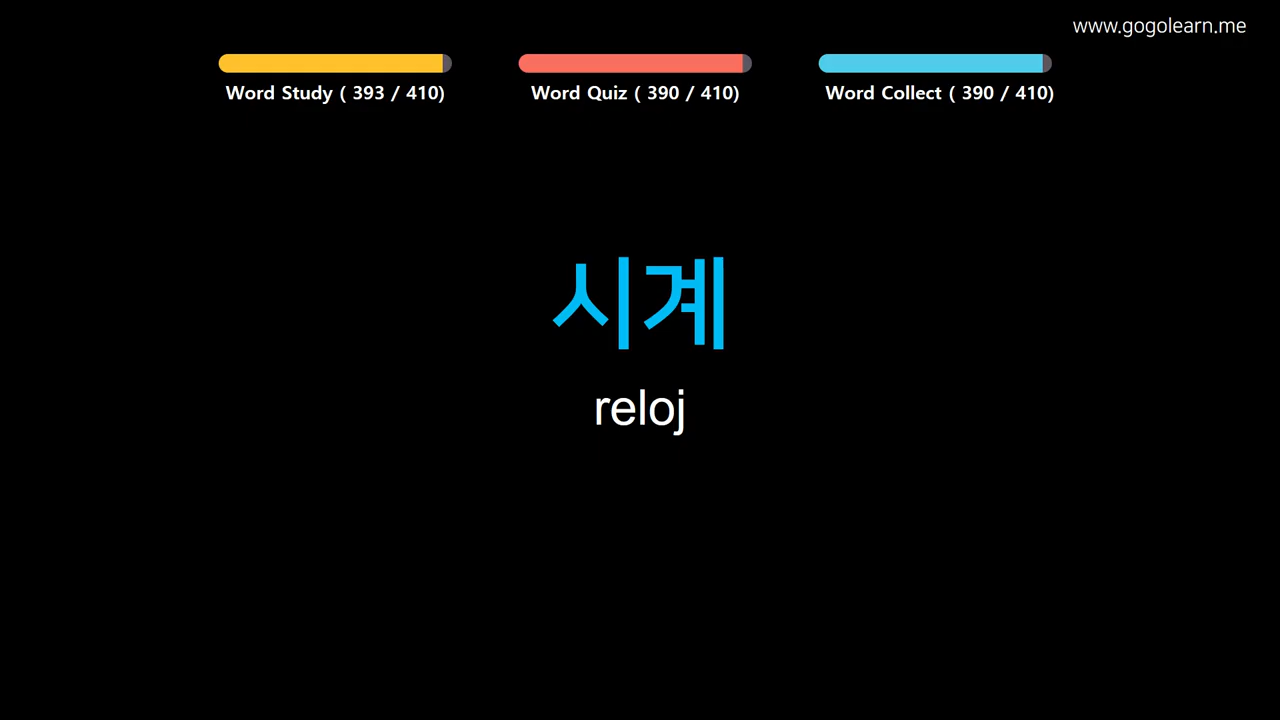 www.gogolearn.me
Word Study ( 393 / 410)
Word Quiz ( 390 / 410)
Word Collect ( 390 / 410)
시계
reloj